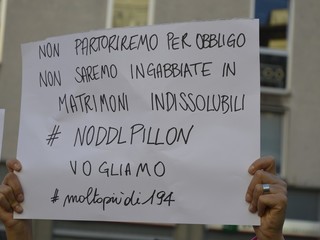 NON PARTORIREMO PER OBBLIGO
NON SAREMO INGABBIATE IN
MATRIMONI INDISSOLUBILI
# NODDLPILLON
VOGLIAMO
# moltopiùdi194